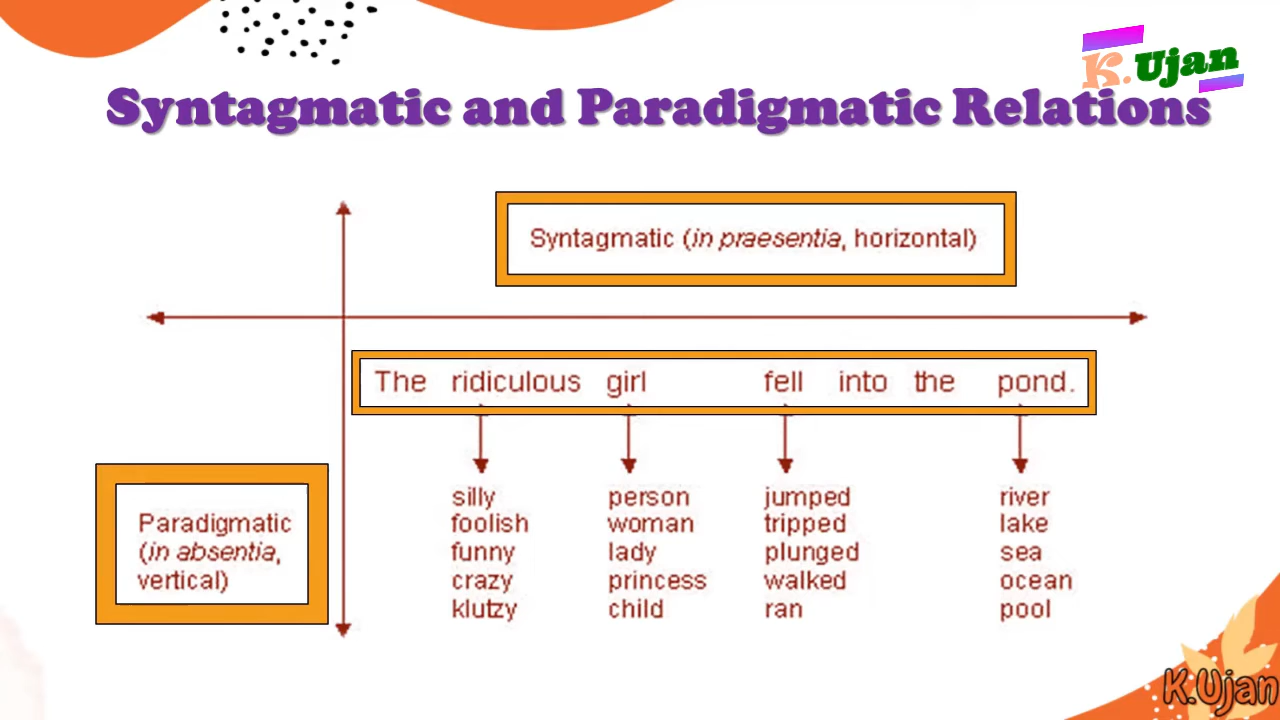 K. Ujan
Syntagmatic and Paradigmatic Relations
Syntagmatic (in praesentia, horizontal)
The ridiculous girl fell into the pond.
Paradigmatic
(in absentia,
vertical)
silly person jumped river
foolish woman tripped lake
funny lady plunged sea
crazy princess walked ocean
klutzy child ran pool
K.Ujan